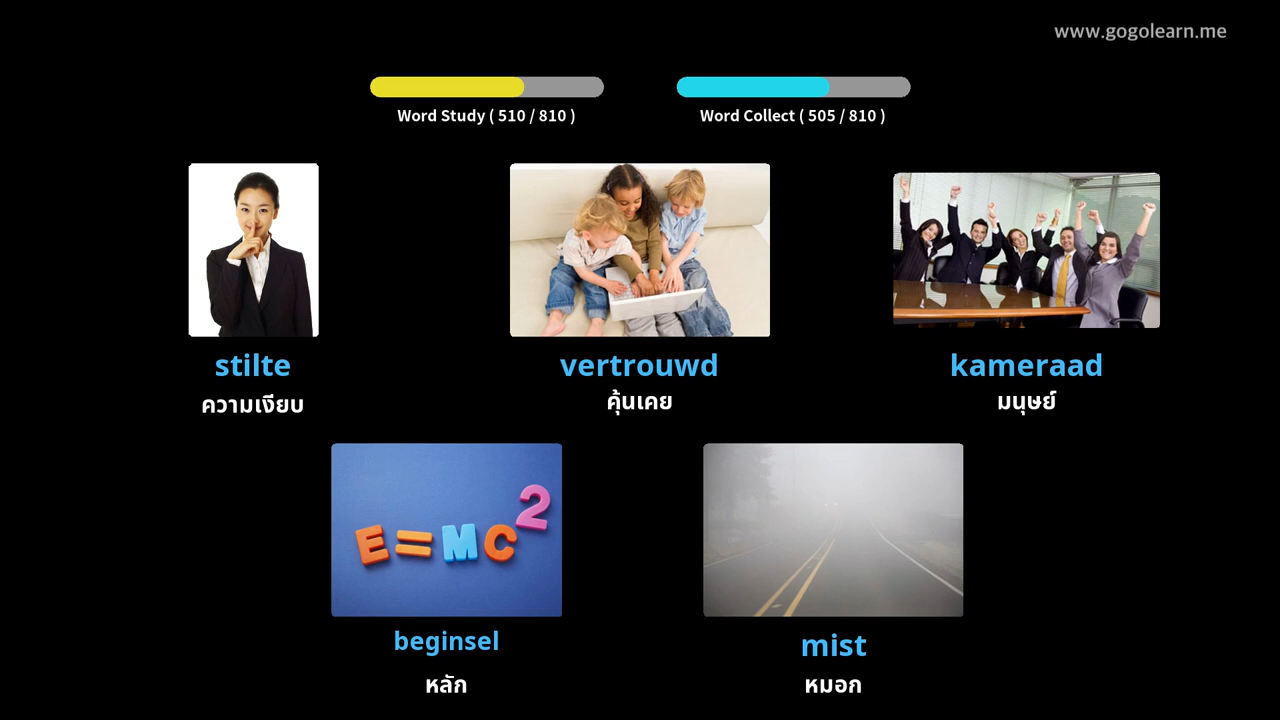 www.gogolearn.me
Word Study ( 510 / 810 )
Word Collect ( 505 / 810 )
stilte
ความเงียบ
vertrouwd
คุ้นเคย
kameraad
มนุษย์
E=MC2
beginsel
หลัก
mist
หมอก